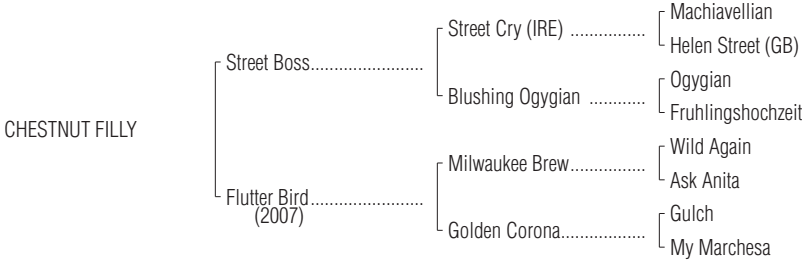 Machiavellian
Street Cry (IRE) ................
Helen Street (GB)
Street Boss........................
Ogygian
Blushing Ogygian ............
Fruhlingshochzeit
CHESTNUT FILLY
Wild Again
Milwaukee Brew................
Ask Anita
Flutter Bird........................
(2007)
Gulch
Golden Corona..................
My Marchesa